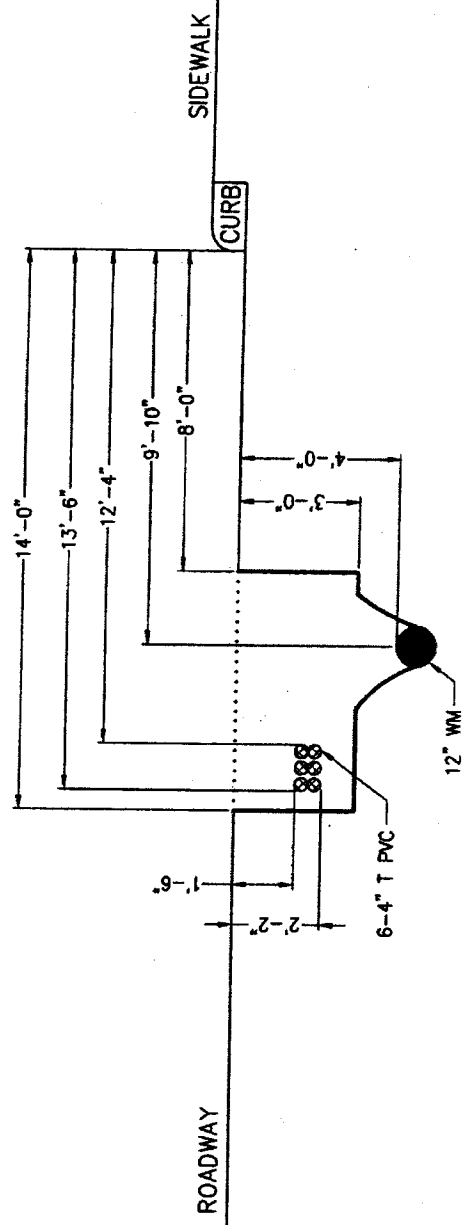 SIDEWALK
CURB
14'-0"
13'-6"
12'-4"
9'-10"
8'-0"
4'-0"
3'-0"
1'-6"
2'-2"
6-4" T PVC
12" WM
ROADWAY